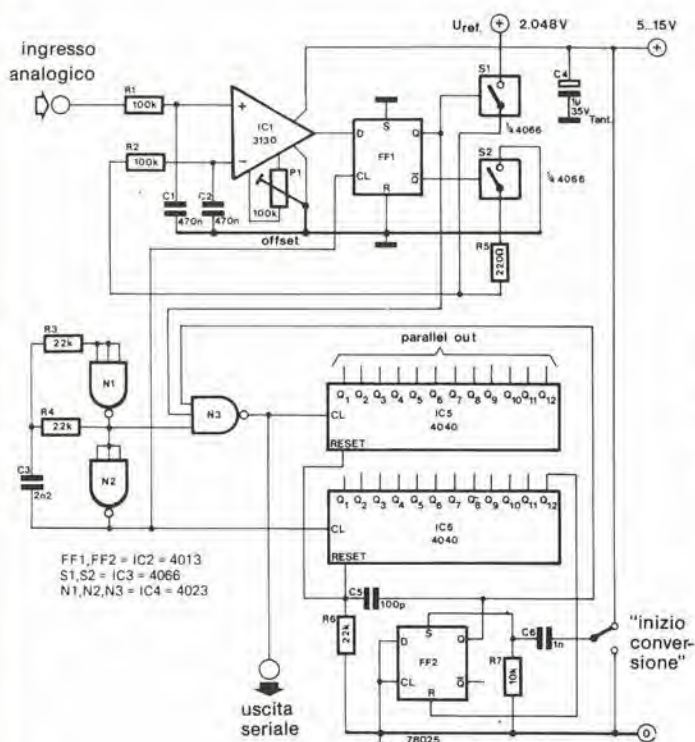 Uref. 2.048V 5...15V
ingresso
analogico
R1
100k
R2
100k
+
IC1
3130
−
P1
100k
C1
470n
C2
470n
offset
D
S
Q
FF1
CL
Q̅
R
S1
¼ 4066
S2
¼ 4066
R5
220Ω
C4
1µ
35V
Tant.
R3
22k
N1
R4
22k
N2
C3
2n2
N3
parallel out
Q1 Q2 Q3 Q4 Q5 Q6 Q7 Q8 Q9 Q10 Q11 Q12
CL
IC5
4040
RESET
Q1 Q2 Q3 Q4 Q5 Q6 Q7 Q8 Q9 Q10 Q11 Q12
CL
IC6
4040
RESET
FF1,FF2 = IC2 = 4013
S1,S2 = IC3 = 4066
N1,N2,N3 = IC4 = 4023
C5
100p
R6
22k
D
S
Q
FF2
CL
Q̅
R
C6
1n
R7
10k
"inizio
conver-
sione"
uscita
seriale
78025
0